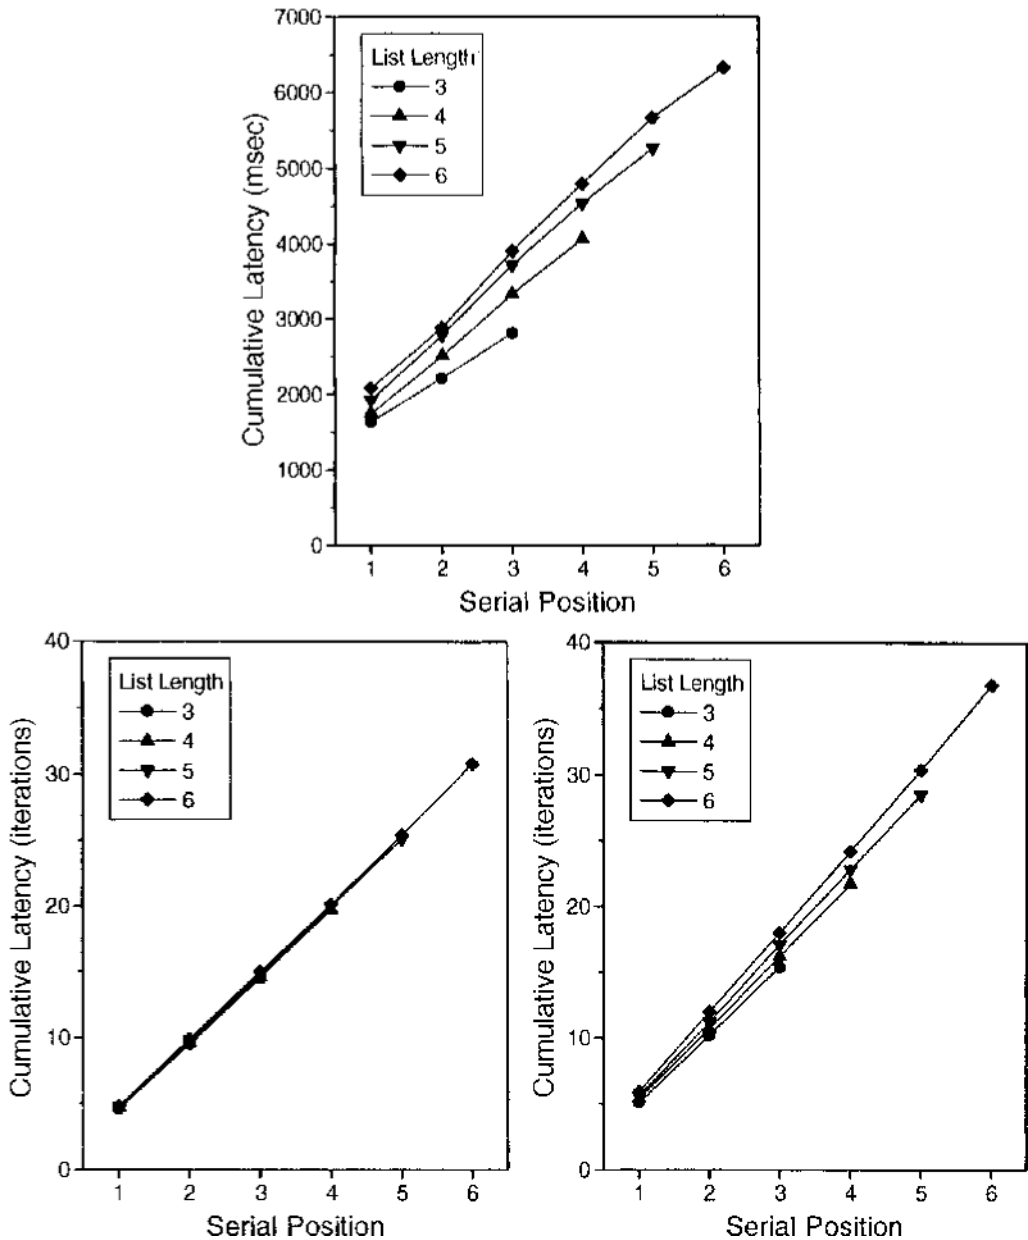 7000
6000
5000
4000
3000
2000
1000
0
Cumulative Latency (msec)
List Length
3
4
5
6
1 2 3 4 5 6
Serial Position
40
30
20
10
0
Cumulative Latency (iterations)
List Length
3
4
5
6
1 2 3 4 5 6
Serial Position
40
30
20
10
0
Cumulative Latency (iterations)
List Length
3
4
5
6
1 2 3 4 5 6
Serial Position